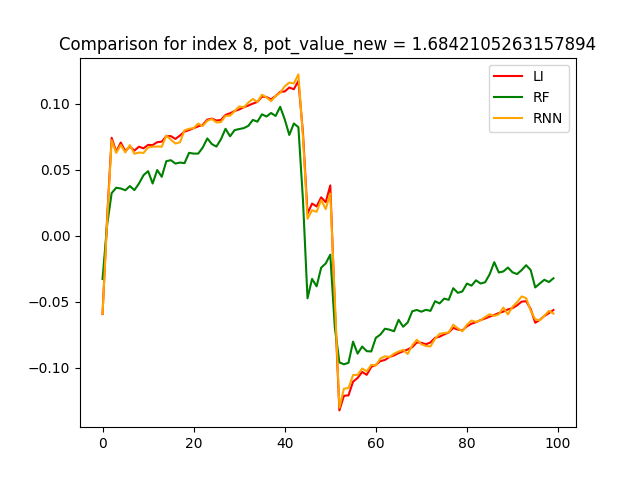 Comparison for index 8, pot_value_new = 1.6842105263157894
LI
RF
RNN
0.10
0.05
0.00
−0.05
−0.10
0 20 40 60 80 100